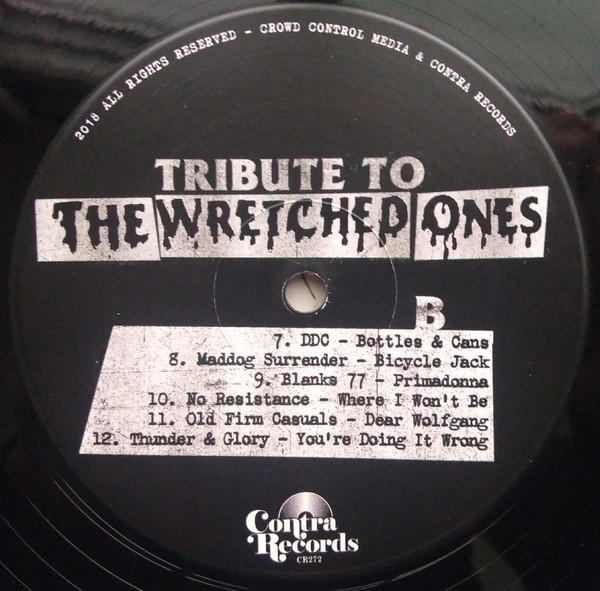 2018 ALL RIGHTS RESERVED - CROWD CONTROL MEDIA & CONTRA RECORDS
TRIBUTE TO
THE WRETCHED ONES
B
7. DDC - Bottles & Cans
8. Maddog Surrender - Bicycle Jack
9. Blanks 77 - Primadonna
10. No Resistance - Where I Won't Be
11. Old Firm Casuals - Dear Wolfgang
12. Thunder & Glory - You're Doing It Wrong
Contra
Records
CR272